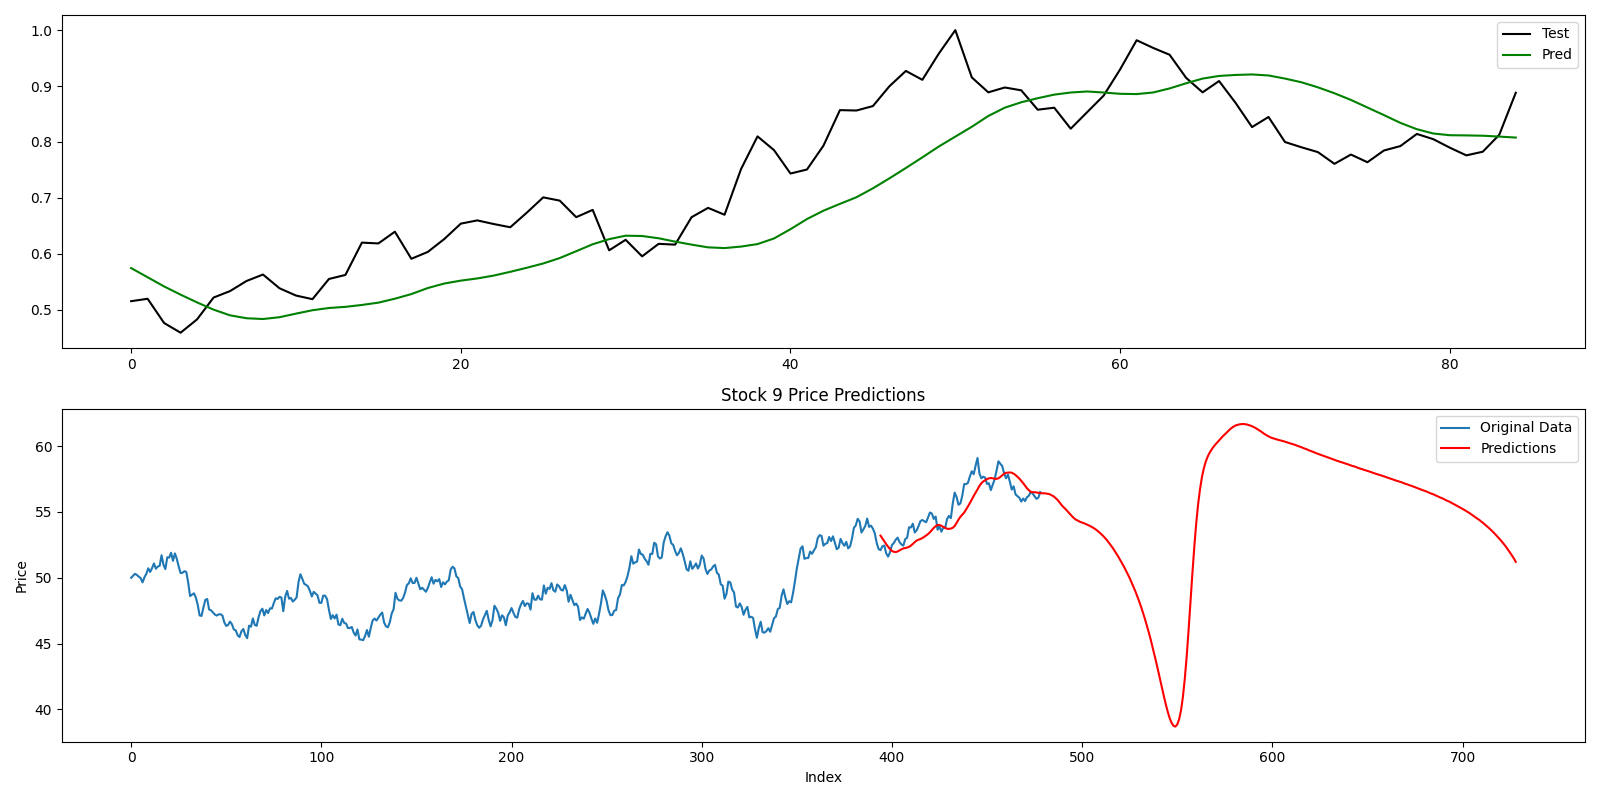 1.0
0.9
0.8
0.7
0.6
0.5
Test
Pred
0 20 40 60 80
Stock 9 Price Predictions
Price
60
55
50
45
40
Original Data
Predictions
0 100 200 300 400 500 600 700
Index